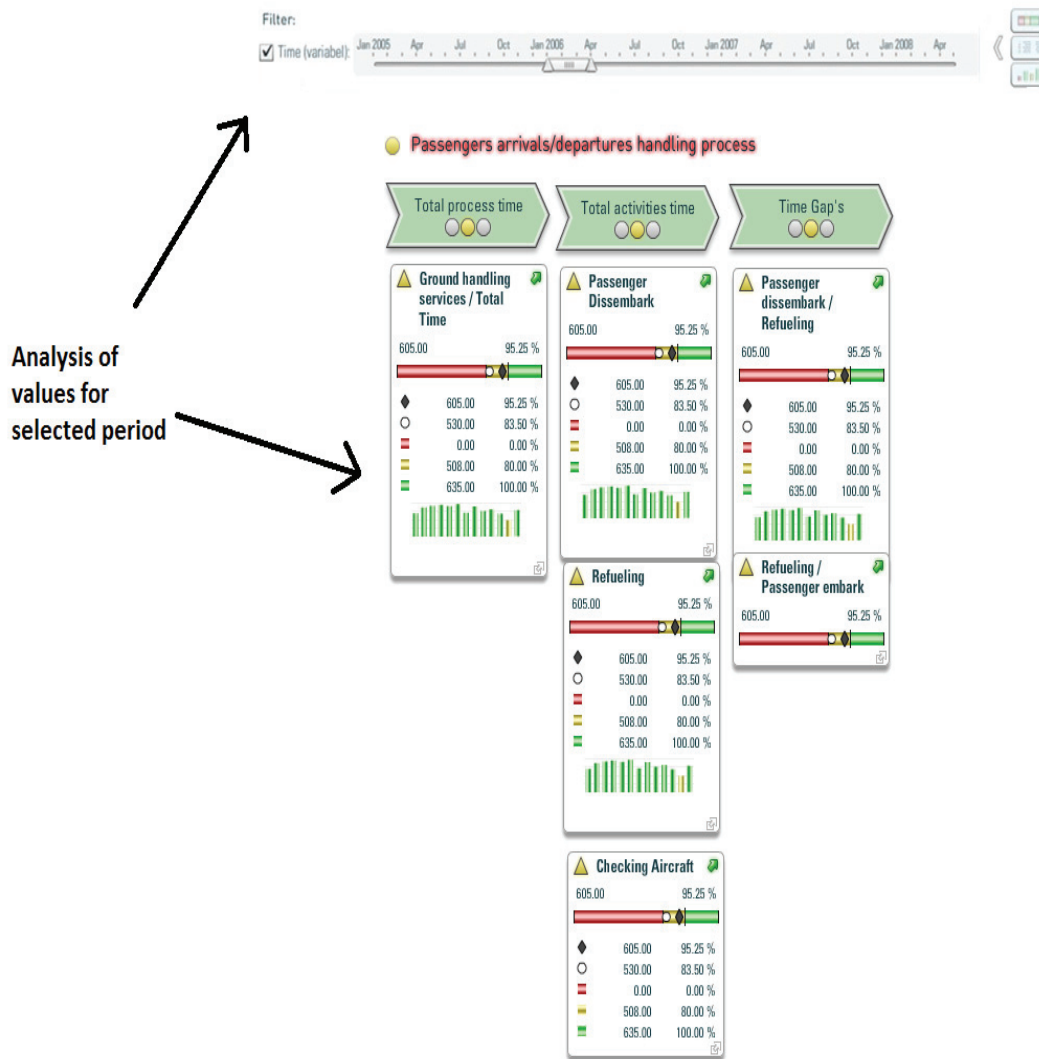 Filter:
Time (variabel):
Jan 2005 Apr Jul Oct Jan 2006 Apr Jul Oct Jan 2007 Apr Jul Oct Jan 2008 Apr
Passengers arrivals/departures handling process
Total process time
Total activities time
Time Gap's
Analysis of
values for
selected period
Ground handling
services / Total
Time
605.00 95.25 %
605.00 95.25 %
530.00 83.50 %
0.00 0.00 %
508.00 80.00 %
635.00 100.00 %
Passenger
Dissembark
605.00 95.25 %
605.00 95.25 %
530.00 83.50 %
0.00 0.00 %
508.00 80.00 %
635.00 100.00 %
Refueling
605.00 95.25 %
605.00 95.25 %
530.00 83.50 %
0.00 0.00 %
508.00 80.00 %
635.00 100.00 %
Checking Aircraft
605.00 95.25 %
605.00 95.25 %
530.00 83.50 %
0.00 0.00 %
508.00 80.00 %
635.00 100.00 %
Passenger
dissembark /
Refueling
605.00 95.25 %
605.00 95.25 %
530.00 83.50 %
0.00 0.00 %
508.00 80.00 %
635.00 100.00 %
Refueling /
Passenger embark
605.00 95.25 %